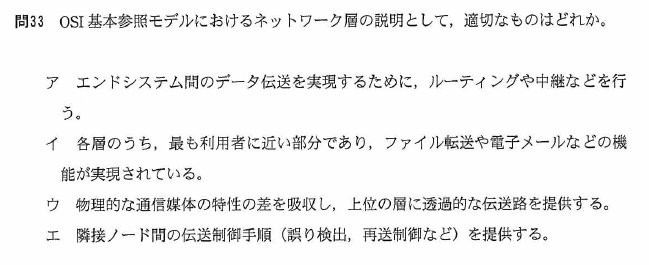 問33 OSI 基本参照モデルにおけるネットワーク層の説明として，適切なものはどれか。
ア エンドシステム間のデータ伝送を実現するために，ルーティングや中継などを行
う。
イ 各層のうち，最も利用者に近い部分であり，ファイル転送や電子メールなどの機
能が実現されている。
ウ 物理的な通信媒体の特性の差を吸収し，上位の層に透過的な伝送路を提供する。
エ 隣接ノード間の伝送制御手順（誤り検出，再送制御など）を提供する。